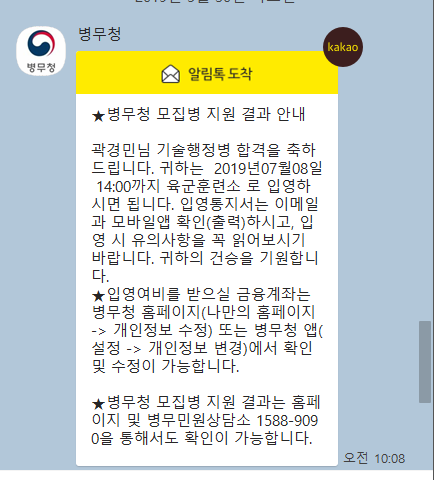 병무청
병무청
kakao
알림톡 도착
★병무청 모집병 지원 결과 안내
곽경민님 기술행정병 합격을 축하
드립니다. 귀하는 2019년07월08일
14:00까지 육군훈련소 로 입영하
시면 됩니다. 입영통지서는 이메일
과 모바일앱 확인(출력)하시고, 입
영 시 유의사항을 꼭 읽어보시기
바랍니다. 귀하의 건승을 기원합니
다.
★입영여비를 받으실 금융계좌는
병무청 홈페이지(나만의 홈페이지
-> 개인정보 수정) 또는 병무청 앱(
설정 -> 개인정보 변경)에서 확인
및 수정이 가능합니다.
★병무청 모집병 지원 결과는 홈페
이지 및 병무민원상담소 1588-909
0을 통해서도 확인이 가능합니다.
오전 10:08